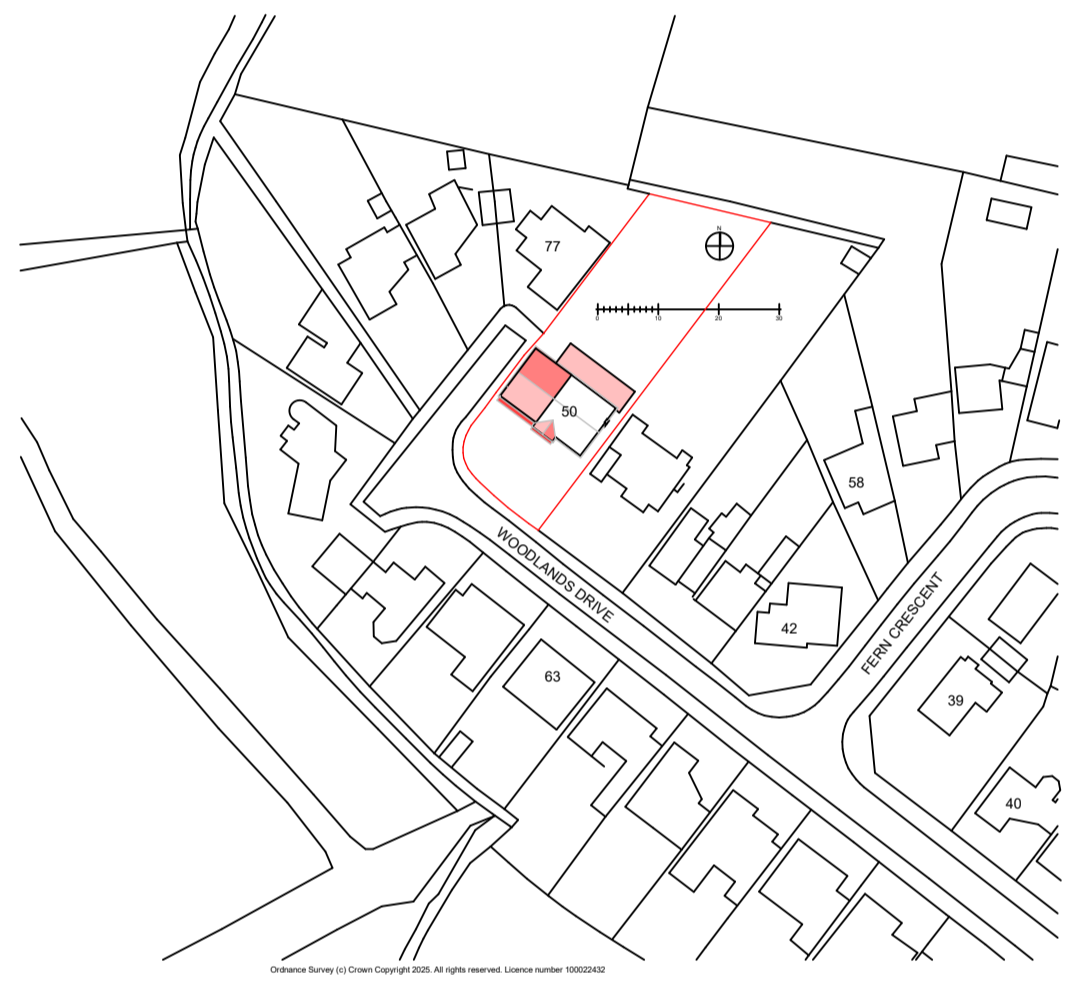 77
N
0
10
20
30
50
58
WOODLANDS DRIVE
42
FERN CRESCENT
63
39
40
Ordnance Survey (c) Crown Copyright 2025. All rights reserved. Licence number 100022432